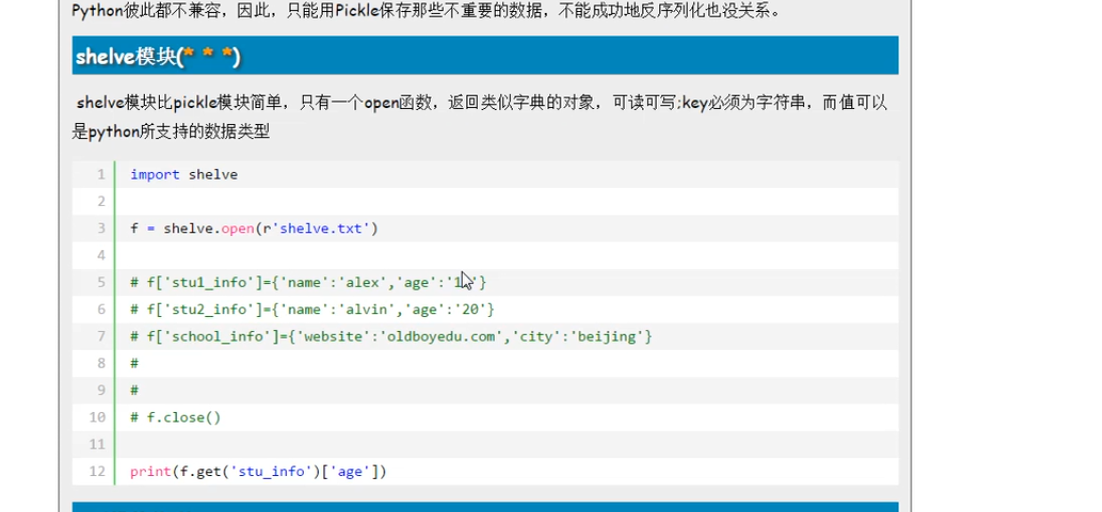 Python彼此都不兼容，因此，只能用Pickle保存那些不重要的数据，不能成功地反序列化也没关系。
shelve模块(* * *)
shelve模块比pickle模块简单，只有一个open函数，返回类似字典的对象，可读可写;key必须为字符串，而值可以
是python所支持的数据类型
1 import shelve
2
3 f = shelve.open(r'shelve.txt')
4
5 # f['stu1_info']={'name':'alex','age':'1 '}
6 # f['stu2_info']={'name':'alvin','age':'20'}
7 # f['school_info']={'website':'oldboyedu.com','city':'beijing'}
8 #
9 #
10 # f.close()
11
12 print(f.get('stu_info')['age'])